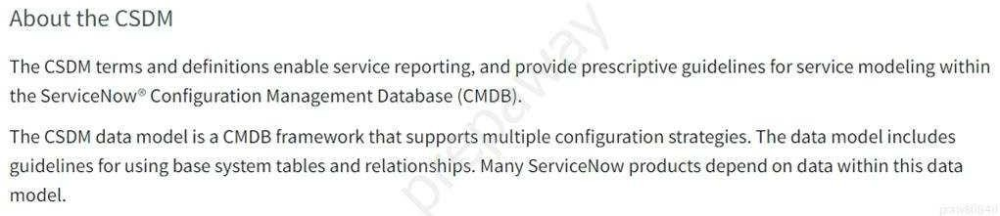 About the CSDM
The CSDM terms and definitions enable service reporting, and provide prescriptive guidelines for service modeling within
the ServiceNow® Configuration Management Database (CMDB).
The CSDM data model is a CMDB framework that supports multiple configuration strategies. The data model includes
guidelines for using base system tables and relationships. Many ServiceNow products depend on data within this data
model.
prepaway